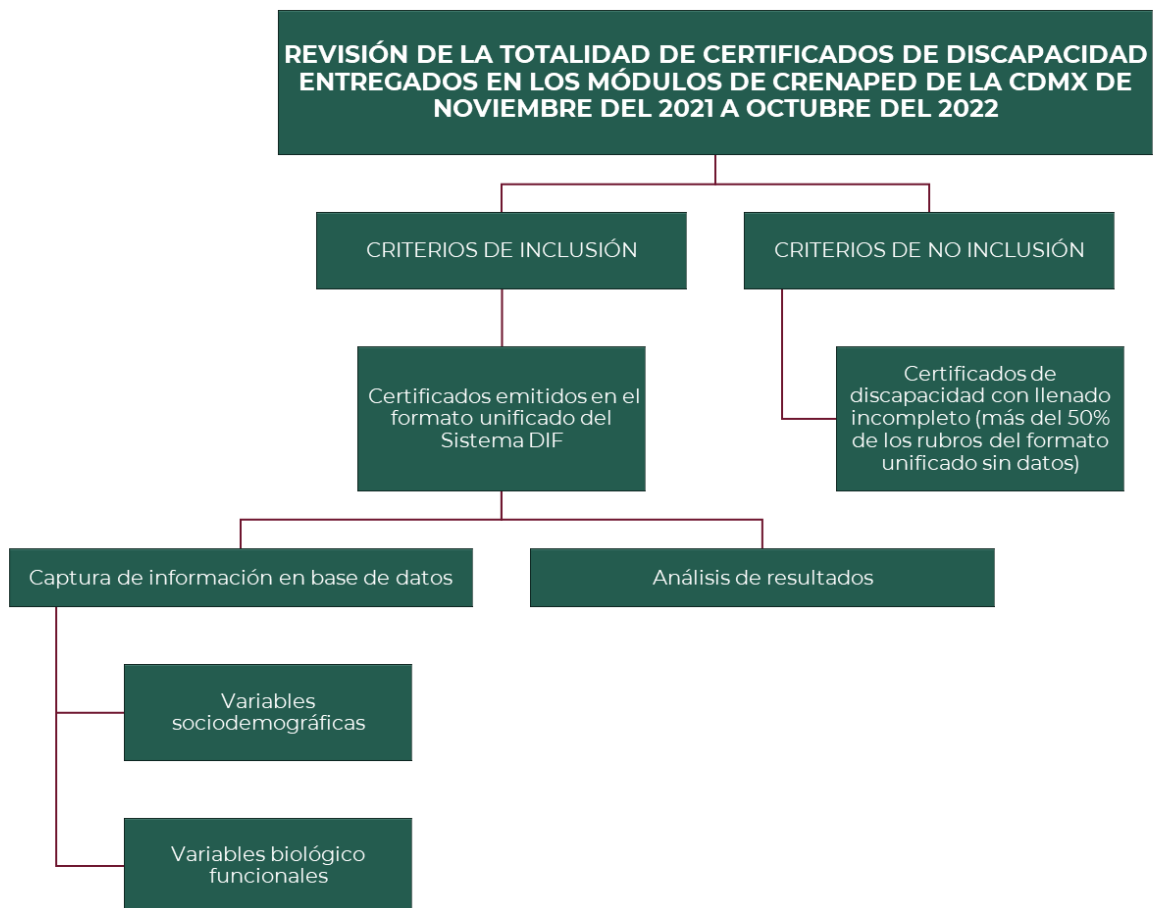 REVISIÓN DE LA TOTALIDAD DE CERTIFICADOS DE DISCAPACIDAD
ENTREGADOS EN LOS MÓDULOS DE CRENAPED DE LA CDMX DE
NOVIEMBRE DEL 2021 A OCTUBRE DEL 2022
CRITERIOS DE INCLUSIÓN
CRITERIOS DE NO INCLUSIÓN
Certificados emitidos en el
formato unificado del
Sistema DIF
Certificados de
discapacidad con llenado
incompleto (más del 50%
de los rubros del formato
unificado sin datos)
Captura de información en base de datos
Análisis de resultados
Variables
sociodemográficas
Variables biológico
funcionales